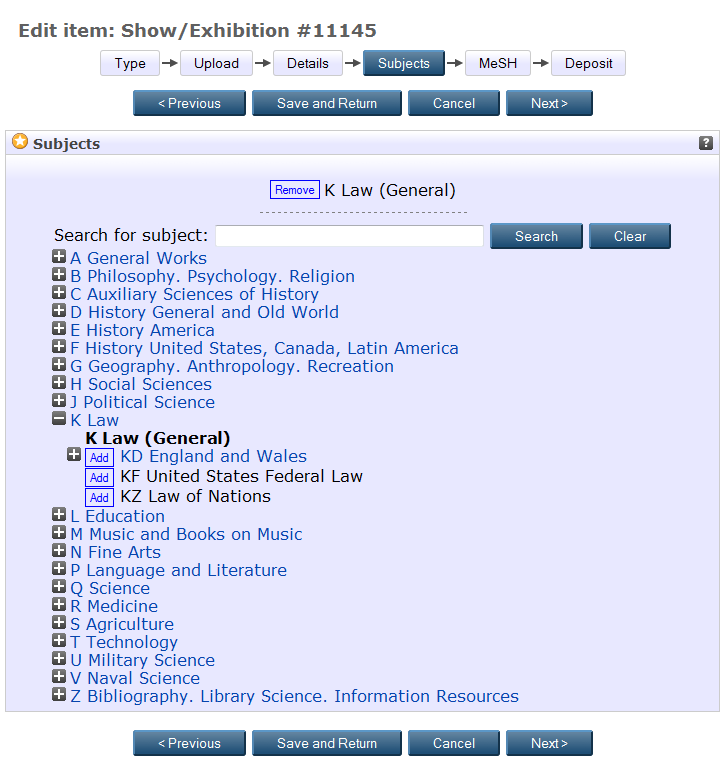 Edit item: Show/Exhibition #11145
Type Upload Details Subjects MeSH Deposit
< Previous Save and Return Cancel Next >
Subjects ?
Remove K Law (General)
Search for subject: Search Clear
A General Works
B Philosophy. Psychology. Religion
C Auxiliary Sciences of History
D History General and Old World
E History America
F History United States, Canada, Latin America
G Geography. Anthropology. Recreation
H Social Sciences
J Political Science
K Law
K Law (General)
Add KD England and Wales
Add KF United States Federal Law
Add KZ Law of Nations
L Education
M Music and Books on Music
N Fine Arts
P Language and Literature
Q Science
R Medicine
S Agriculture
T Technology
U Military Science
V Naval Science
Z Bibliography. Library Science. Information Resources
< Previous Save and Return Cancel Next >